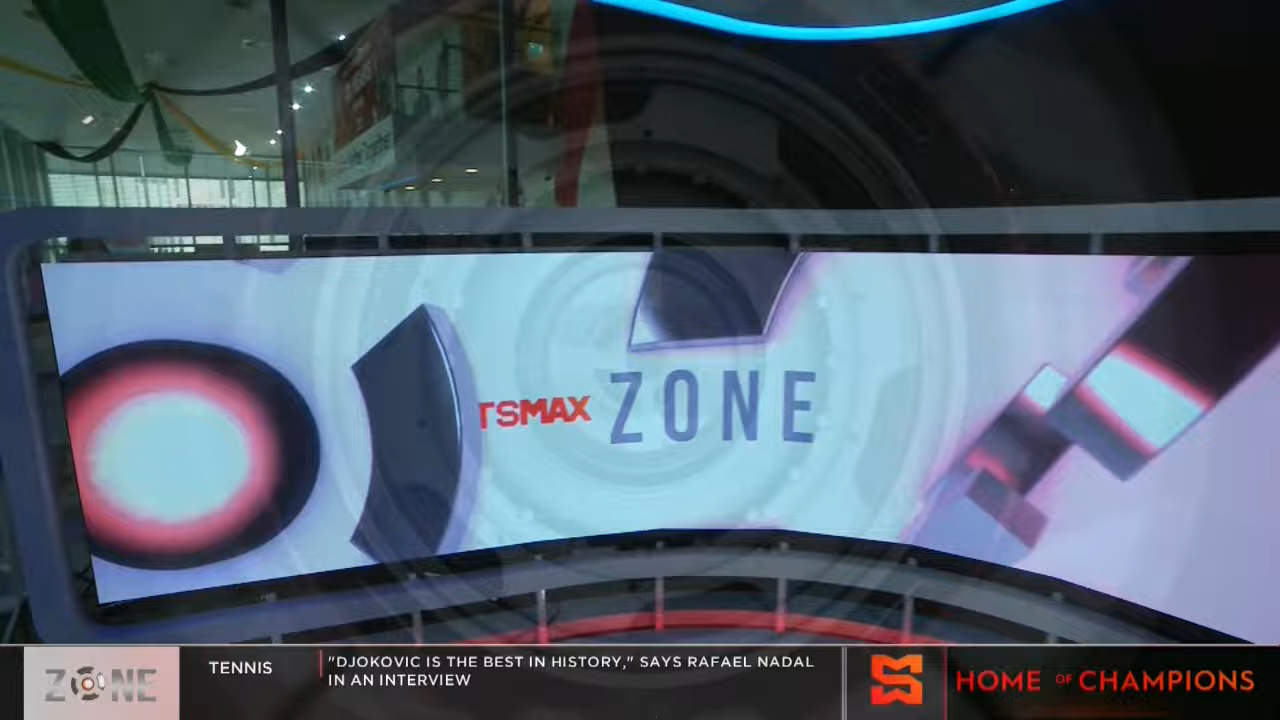 TSMAX ZONE
ZONE
TENNIS
"DJOKOVIC IS THE BEST IN HISTORY," SAYS RAFAEL NADAL
IN AN INTERVIEW
HOME OF CHAMPIONS